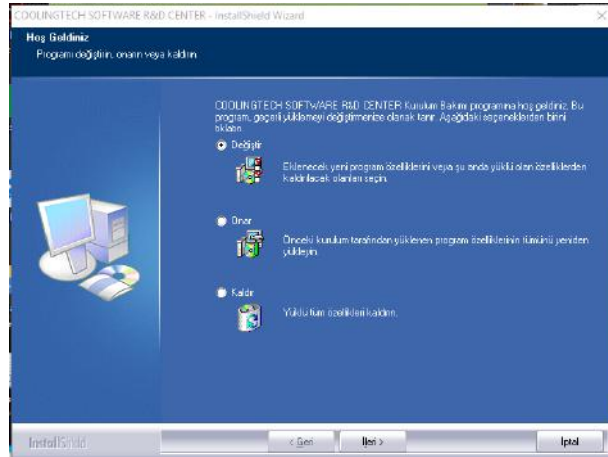 COOLINGTECH SOFTWARE R&D CENTER - InstallShield Wizard
Hoş Geldiniz
Programı değiştirin, onarın veya kaldırın.
COOLINGTECH SOFTWARE R&D CENTER Kurulum Bakımı programına hoş geldiniz. Bu
program, geçerli yüklemeyi değiştirmenize olanak tanır. Aşağıdaki seçeneklerden birini
tıklatın.
Değiştir
Eklenecek yeni program özelliklerini veya şu anda yüklü olan özelliklerden
kaldırılacak olanları seçin.
Onar
Önceki kurulum tarafından yüklenen program özelliklerinin tümünü yeniden
yükleyin.
Kaldır
Yüklü tüm özellikleri kaldırın.
InstallShield
< Geri
İleri >
İptal